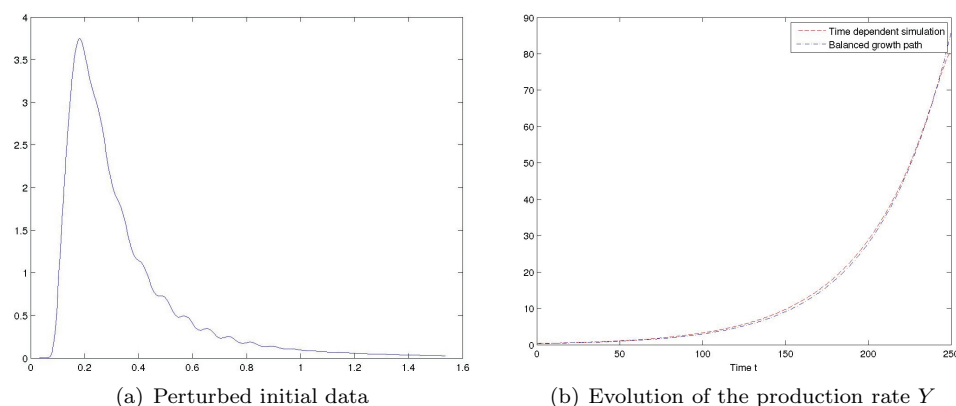 4
3.5
3
2.5
2
1.5
1
0.5
0
0 0.2 0.4 0.6 0.8 1 1.2 1.4 1.6
(a) Perturbed initial data
90
80
70
60
50
40
30
20
10
0
Time dependent simulation
Balanced growth path
0 50 100 150 200 250
Time t
(b) Evolution of the production rate Y